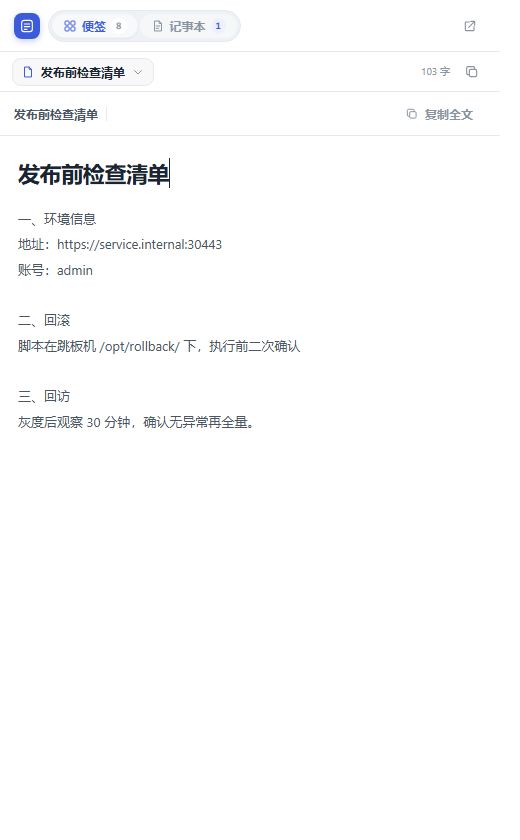 便签 8 记事本 1
发布前检查清单 103 字
发布前检查清单 复制全文
发布前检查清单
一、环境信息
地址：https://service.internal:30443
账号：admin
二、回滚
脚本在跳板机 /opt/rollback/ 下，执行前二次确认
三、回访
灰度后观察 30 分钟，确认无异常再全量。